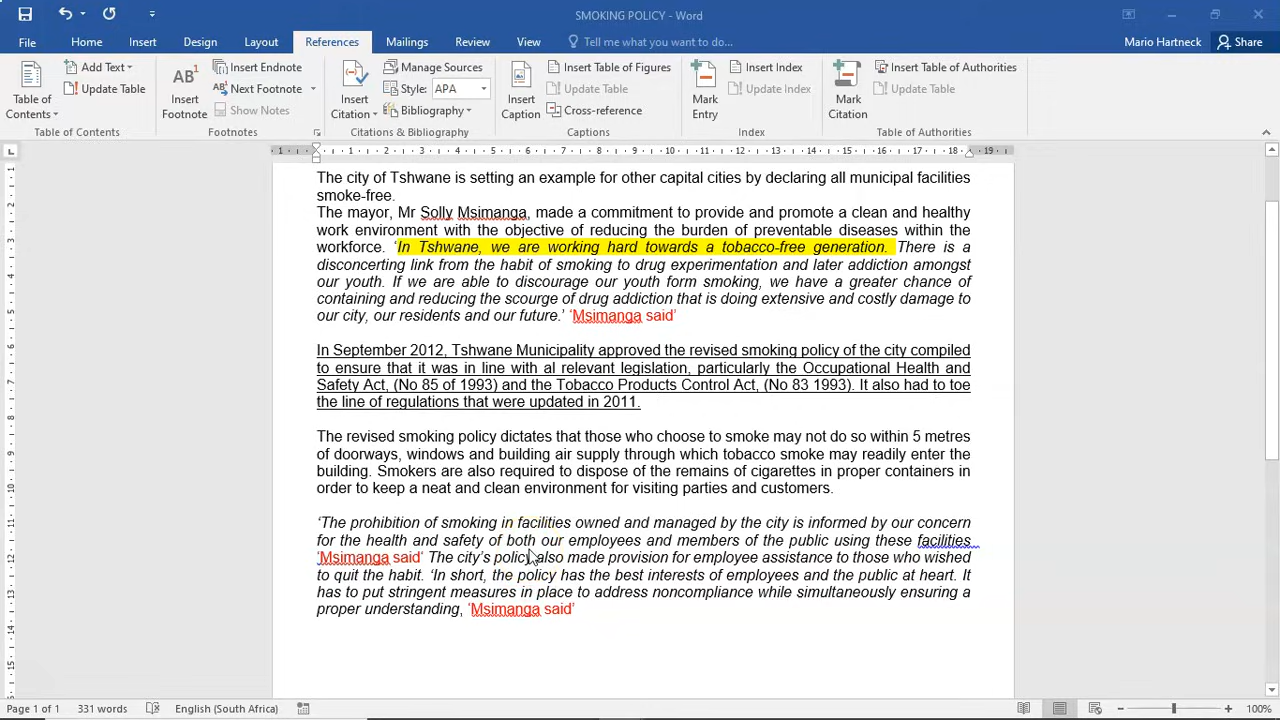 SMOKING POLICY - Word
File Home Insert Design Layout References Mailings Review View Tell me what you want to do... Mario Hartneck Share
Table of Contents Add Text Update Table Table of Contents
AB1 Insert Footnote Insert Endnote Next Footnote Show Notes Footnotes
Insert Citation Manage Sources Style: APA Bibliography Citations & Bibliography
Insert Caption Insert Table of Figures Update Table Cross-reference Captions
Mark Entry Insert Index Update Index Index
Mark Citation Insert Table of Authorities Update Table Table of Authorities
1 1 2 3 4 5 6 7 8 9 10 11 12 13 14 15 16 17 18 19
The city of Tshwane is setting an example for other capital cities by declaring all municipal facilities
smoke-free.
The mayor, Mr Solly Msimanga, made a commitment to provide and promote a clean and healthy
work environment with the objective of reducing the burden of preventable diseases within the
workforce. ‘In Tshwane, we are working hard towards a tobacco-free generation. There is a
disconcerting link from the habit of smoking to drug experimentation and later addiction amongst
our youth. If we are able to discourage our youth form smoking, we have a greater chance of
containing and reducing the scourge of drug addiction that is doing extensive and costly damage to
our city, our residents and our future.’ ‘Msimanga said’
In September 2012, Tshwane Municipality approved the revised smoking policy of the city compiled
to ensure that it was in line with al relevant legislation, particularly the Occupational Health and
Safety Act, (No 85 of 1993) and the Tobacco Products Control Act, (No 83 1993). It also had to toe
the line of regulations that were updated in 2011.
The revised smoking policy dictates that those who choose to smoke may not do so within 5 metres
of doorways, windows and building air supply through which tobacco smoke may readily enter the
building. Smokers are also required to dispose of the remains of cigarettes in proper containers in
order to keep a neat and clean environment for visiting parties and customers.
‘The prohibition of smoking in facilities owned and managed by the city is informed by our concern
for the health and safety of both our employees and members of the public using these facilities
‘Msimanga said‘ The city’s policy also made provision for employee assistance to those who wished
to quit the habit. ‘In short, the policy has the best interests of employees and the public at heart. It
has to put stringent measures in place to address noncompliance while simultaneously ensuring a
proper understanding, ‘Msimanga said’
Page 1 of 1 331 words English (South Africa) 100%